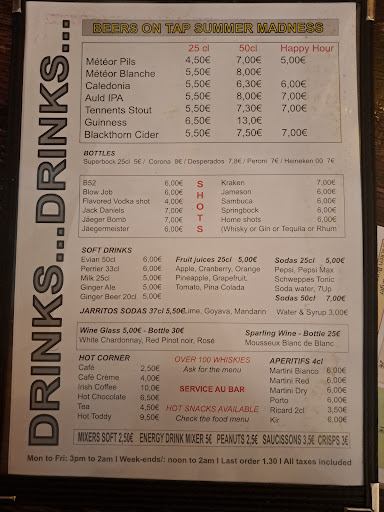 DRINKS...DRINKS...
BEERS ON TAP SUMMER MADNESS
25 cl 50cl Happy Hour
Météor Pils 4,50€ 7,00€ 5,00€
Météor Blanche 5,50€ 8,00€
Caledonia 5,50€ 6,30€ 6,00€
Auld IPA 5,50€ 8,00€ 7,00€
Tennents Stout 5,50€ 7,30€ 7,00€
Guinness 6,50€ 13,0€
Blackthorn Cider 5,50€ 7,50€ 7,00€
BOTTLES
Superbock 25cl 5€ / Corona 8€ / Desperados 7,8€ / Peroni 7€ / Heineken 00 7€
SHOTS
B52 6,00€ Kraken 7,00€
Blow Job 6,00€ Jameson 6,00€
Flavored Vodka shot 4,00€ Sambuca 6,00€
Jack Daniels 7,00€ Springbock 6,00€
Jäeger Bomb 7,00€ Home shots 6,00€
Jaegermeister 6,00€ (Whisky or Gin or Tequila or Rhum
SOFT DRINKS Fruit juices 25cl 5,00€ Sodas 25cl 5,00€
Evian 50cl 6,00€ Apple, Cranberry, Orange Pepsi, Pepsi Max
Perrier 33cl 6,00€ Pineapple, Grapefruit, Schweppes Tonic
Milk 25cl 5,00€ Tomato, Pina Colada Soda water, 7Up
Ginger Ale 5,00€ Sodas 50cl 7,00€
Ginger Beer 20cl 5,00€
JARRITOS SODAS 37cl 5,50€ Lime, Goyava, Mandarin Water & Syrup 3,00€
Wine Glass 5,00€ - Bottle 30€ Sparling Wine - Bottle 25€
White Chardonnay, Red Pinot noir, Rosé Mousseux Blanc de Blanc
HOT CORNER OVER 100 WHISKIES APERITIFS 4cl
Café 2,50€ Ask for the menu Martini Bianco 6,00€
Café Crème 4,00€ Martini Red 6,00€
Irish Coffee 10,0€ SERVICE AU BAR Martini Dry 6,00€
Hot Chocolate 6,50€ Porto 6,00€
Tea 4,50€ HOT SNACKS AVAILABLE Ricard 2cl 3,50€
Hot Toddy 9,50€ Check the food menu Kir 6,00€
MIXERS SOFT 2,50€ ENERGY DRINK MIXER 5€ PEANUTS 2,5€ SAUCISSONS 3,5€ CRISPS 3€
Mon to Fri: 3pm to 2am I Week-ends/: noon to 2am I Last order 1.30 I All taxes included